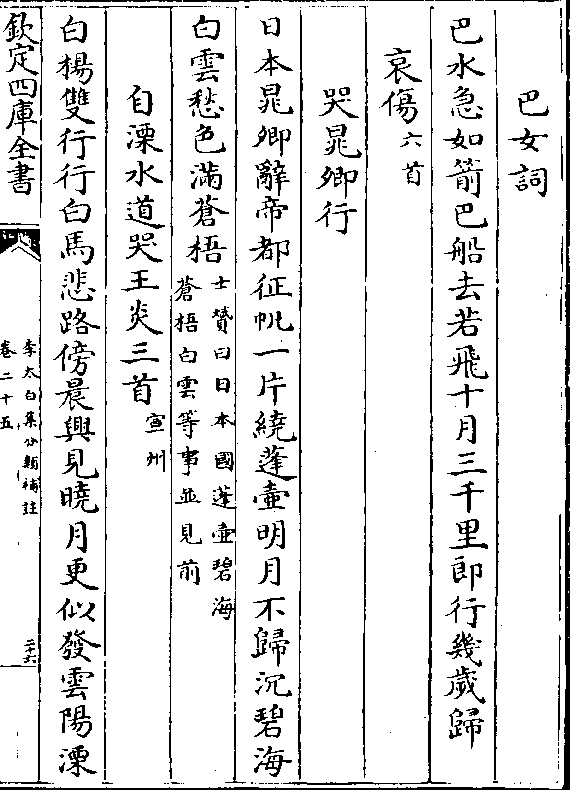 巴女詞
巴水急如箭巴船去若飛十月三千里郎行幾歲歸
哀傷六首
哭晁卿行
日本晁卿辭帝都征帆一片繞蓬壷明月不歸沉碧海
白雲愁色滿蒼梧士贇曰日本國蓬壷碧海
蒼梧白雲等事並見前
自溧水道哭王炎三首宣州
白楊雙行行白馬悲路傍晨興見曉月更似發雲陽溧
欽定四庫全書
李太白集分類補註
卷二十五
二十六